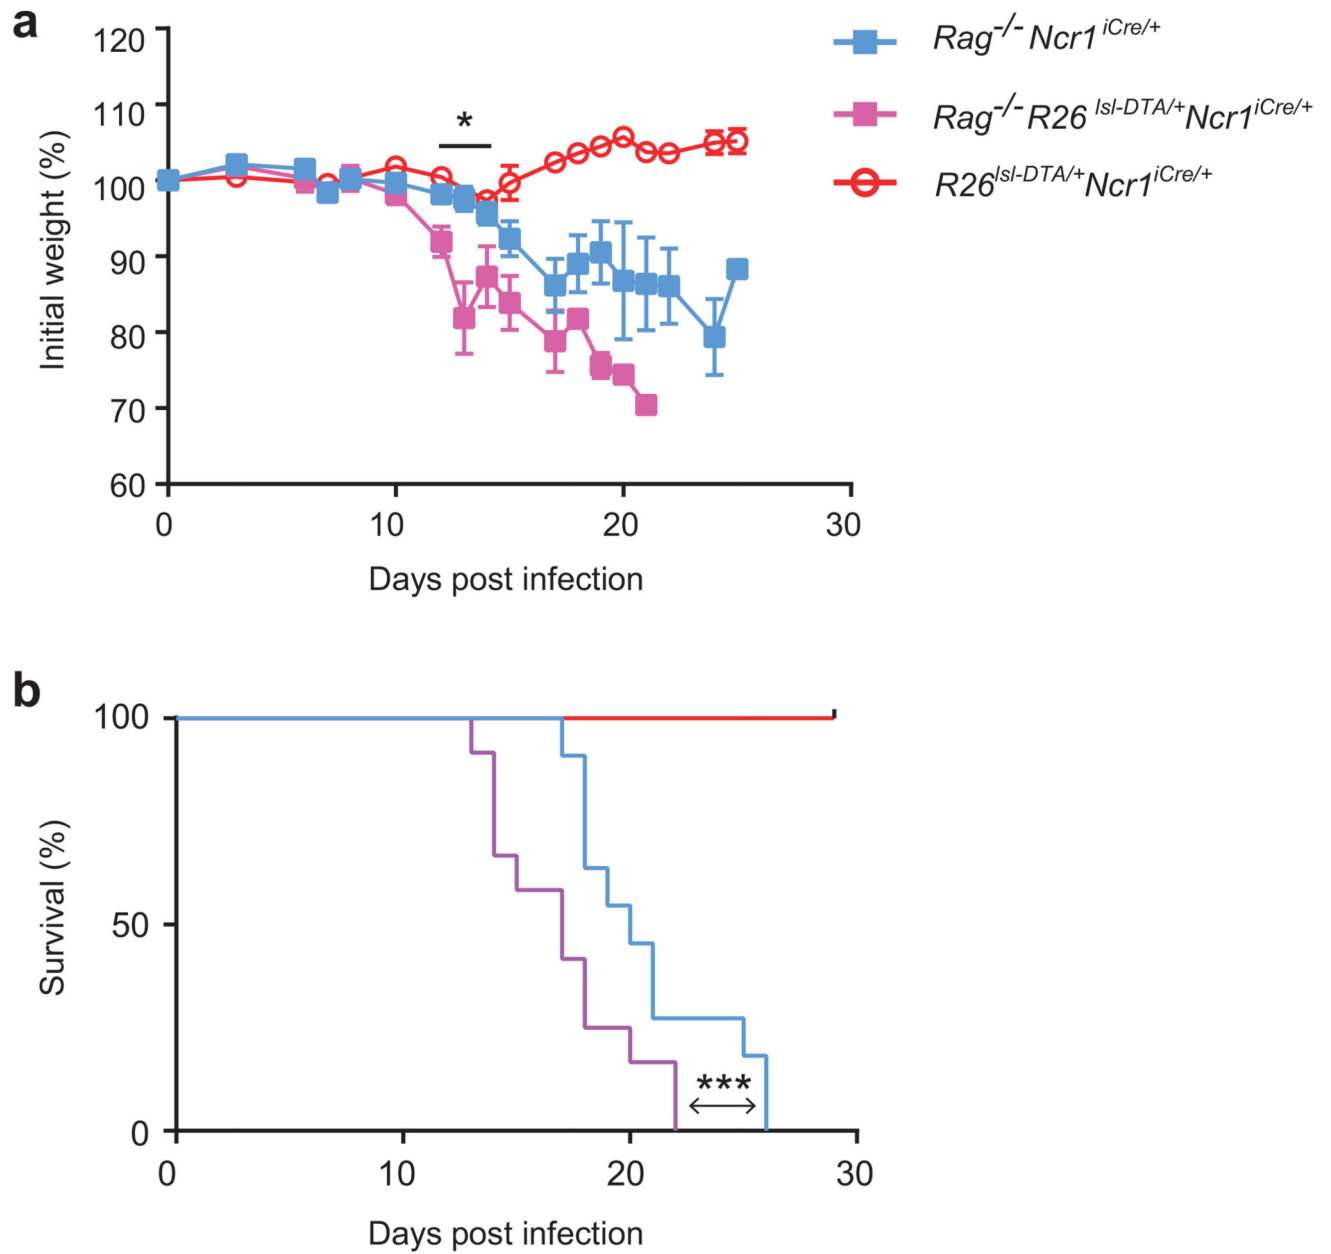 a
120
110
100
90
80
70
60
Initial weight (%)
*
0 10 20 30
Days post infection
Rag-/- Ncr1 iCre/+
Rag-/- R26 lsl-DTA/+ Ncr1iCre/+
R26lsl-DTA/+ Ncr1iCre/+
b
100
50
0
Survival (%)
***
0 10 20 30
Days post infection